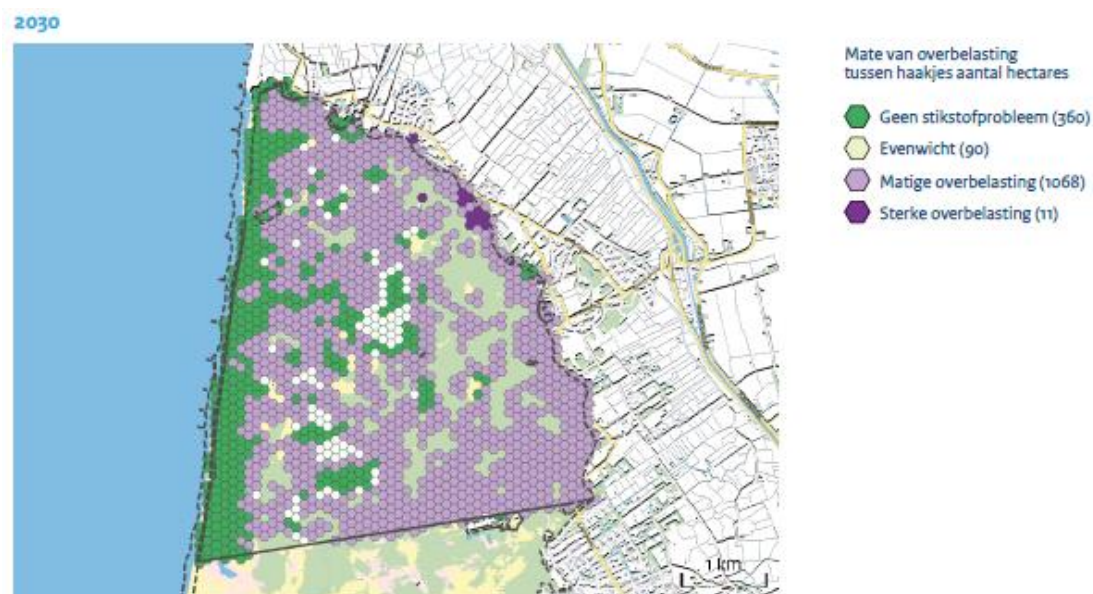 2030
Mate van overbelasting
tussen haakjes aantal hectares
Geen stikstofprobleem (360)
Evenwicht (90)
Matige overbelasting (1068)
Sterke overbelasting (11)
1 km